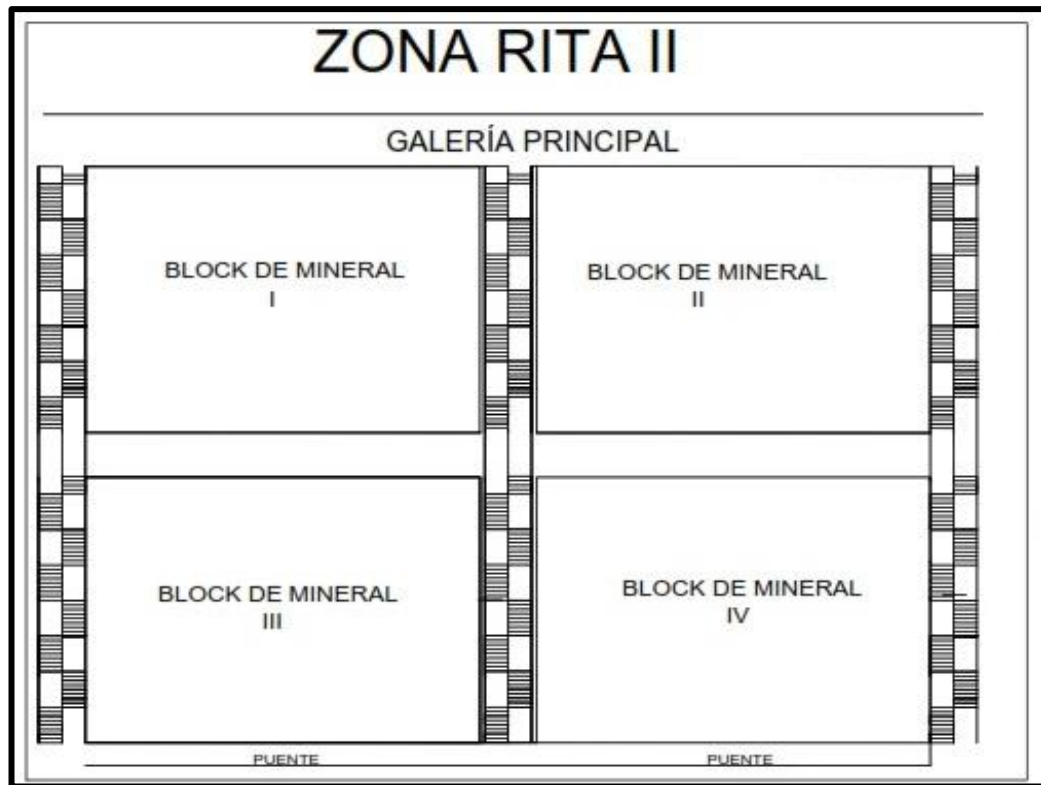 ZONA RITA II
GALERÍA PRINCIPAL
BLOCK DE MINERAL
I
BLOCK DE MINERAL
II
BLOCK DE MINERAL
III
BLOCK DE MINERAL
IV
PUENTE
PUENTE